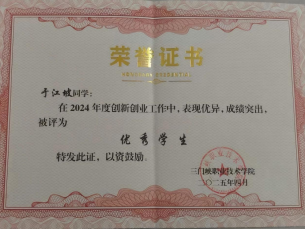 荣誉证书
于江坡同学：
在2024年度创新创业工作中，表现优异，成绩突出，
被评为
优秀学生
特发此证，以资鼓励。
三门峡职业技术学院
二〇二五年四月